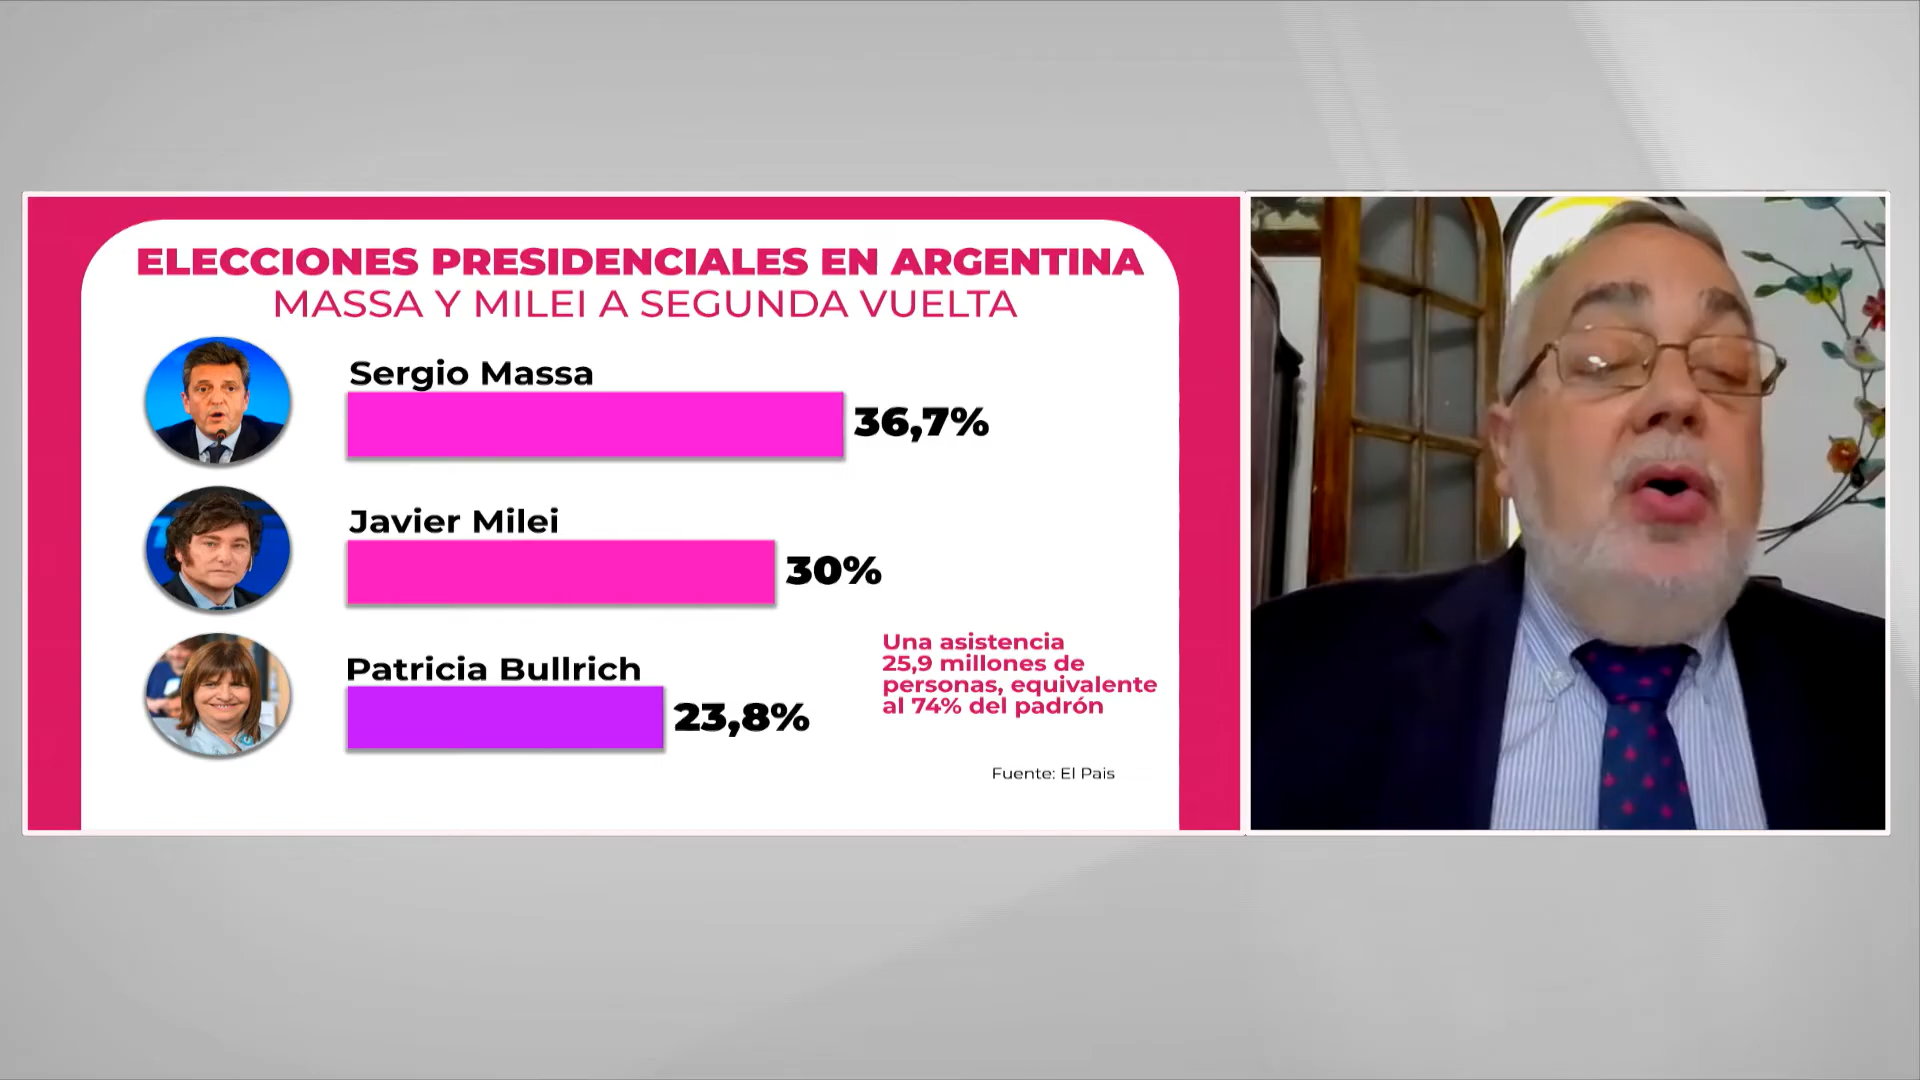 ELECCIONES PRESIDENCIALES EN ARGENTINA
MASSA Y MILEI A SEGUNDA VUELTA
Sergio Massa
36,7%
Javier Milei
30%
Patricia Bullrich
23,8%
Una asistencia
25,9 millones de
personas, equivalente
al 74% del padrón
Fuente: El Pais